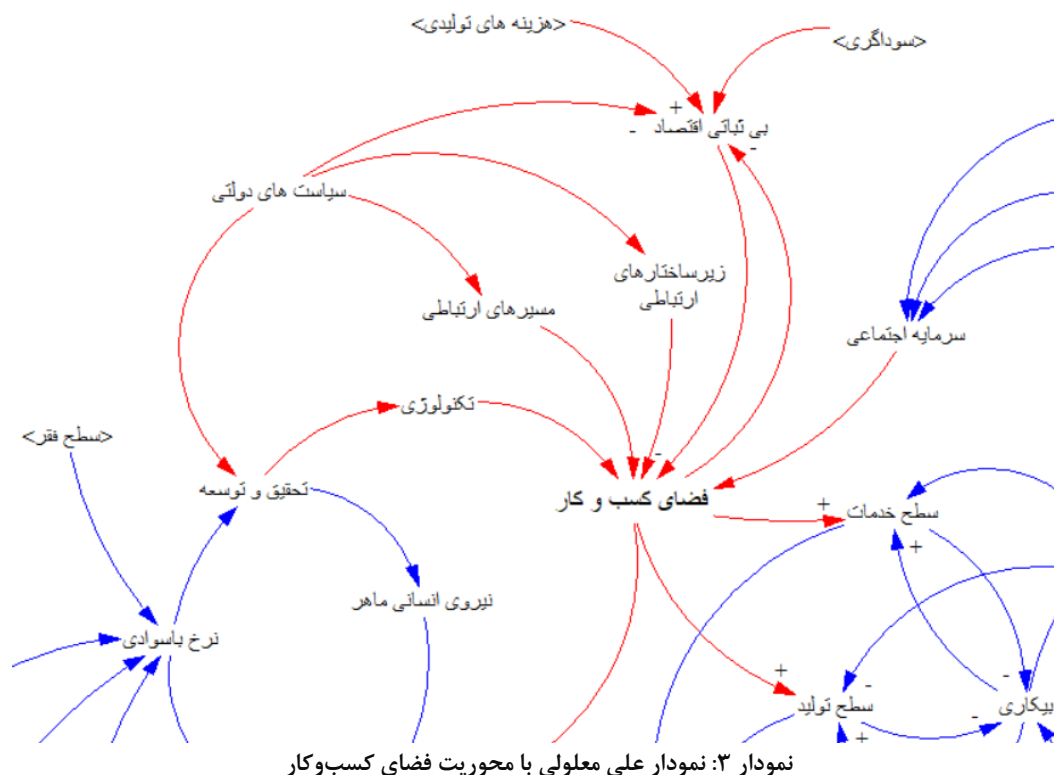 <هزینه های تولیدی>
<سوداگری>
+
بی ثباتی اقتصاد
-
-
سیاست های دولتی
زیرساختارهای
ارتباطی
مسیرهای ارتباطی
سرمایه اجتماعی
تکنولوژی
<سطح فقر>
-
تحقیق و توسعه
فضای کسب و کار
+
سطح خدمات
+
نیروی انسانی ماهر
نرخ باسوادی
+
-
-
سطح تولید
-
بیکاری
+
نمودار ۳: نمودار علی معلولی با محوریت فضای کسب‌وکار